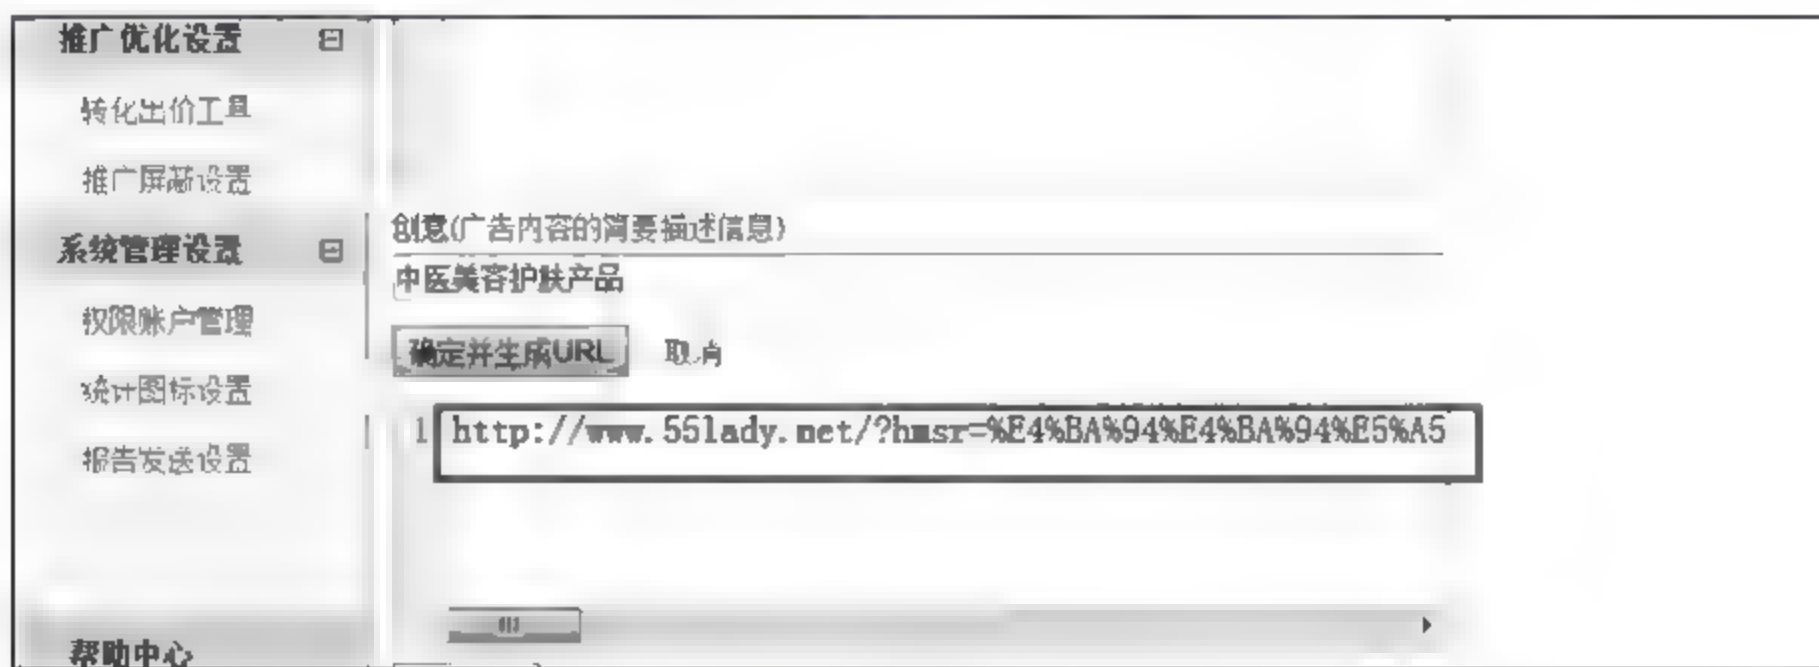 推广优化设置
转化出价工具
推广屏蔽设置
系统管理设置
权限账户管理
统计图标设置
报告发送设置
帮助中心
创意(广告内容的简要描述信息)
中医美容护肤产品
确定并生成URL 取消
1 http://www.55lady.net/?hmsr=%E4%BA%94%E4%BA%94%E5%A5